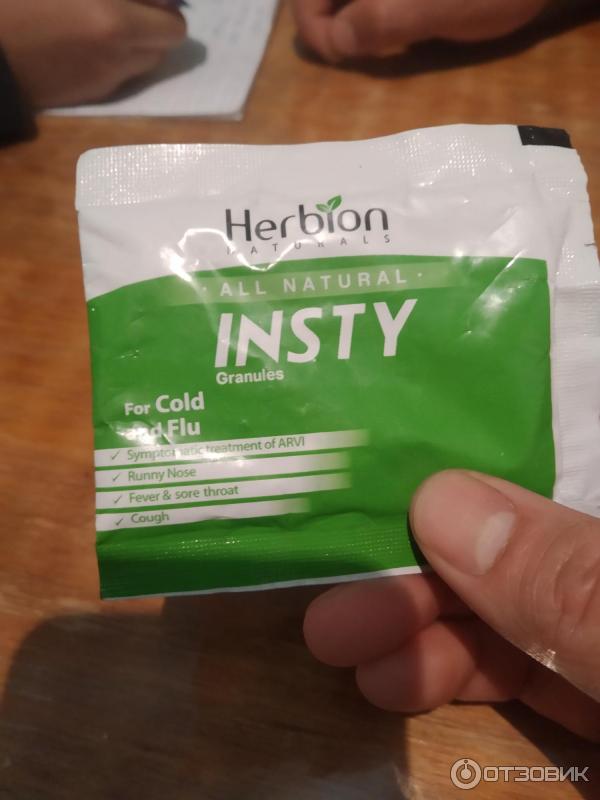 Herbion
NATURALS
· ALL NATURAL ·
INSTY
Granules
For Cold
and Flu
✓ Symptomatic treatment of ARVI
✓ Runny Nose
✓ Fever & sore throat
✓ Cough
ОТЗОВИК